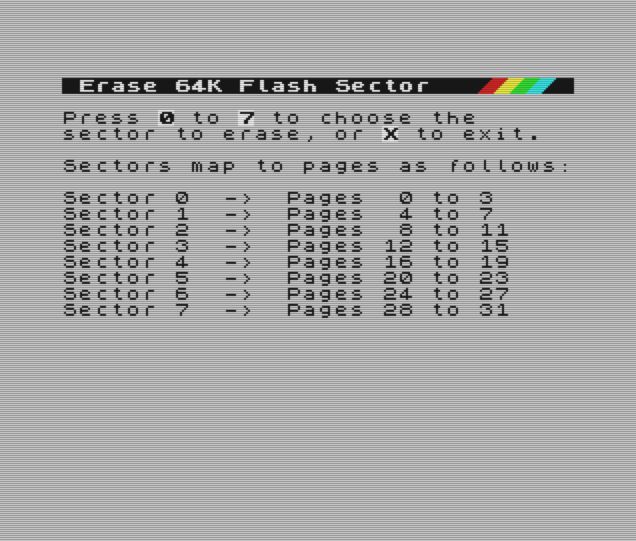 Erase 64K Flash Sector
Press 0 to 7 to choose the
sector to erase, or X to exit.
Sectors map to pages as follows:
Sector 0 -> Pages 0 to 3
Sector 1 -> Pages 4 to 7
Sector 2 -> Pages 8 to 11
Sector 3 -> Pages 12 to 15
Sector 4 -> Pages 16 to 19
Sector 5 -> Pages 20 to 23
Sector 6 -> Pages 24 to 27
Sector 7 -> Pages 28 to 31